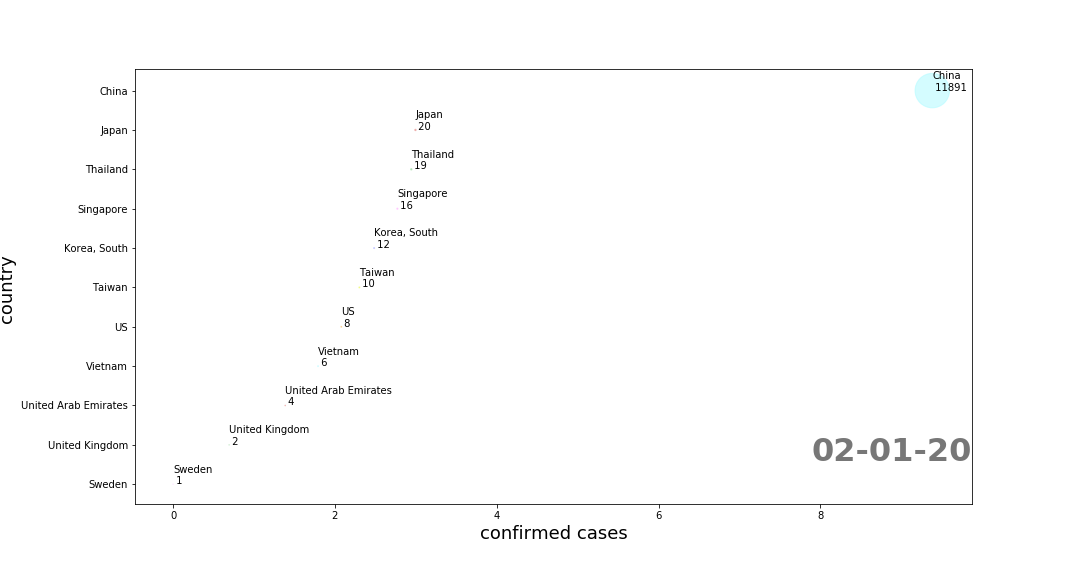 China
China
11891
Japan
Japan
20
Thailand
Thailand
19
Singapore
Singapore
16
Korea, South
Korea, South
12
Taiwan
Taiwan
10
US
US
8
Vietnam
Vietnam
6
United Arab Emirates
United Arab Emirates
4
United Kingdom
United Kingdom
2
02-01-20
Sweden
Sweden
1
country
0 2 4 6 8
confirmed cases